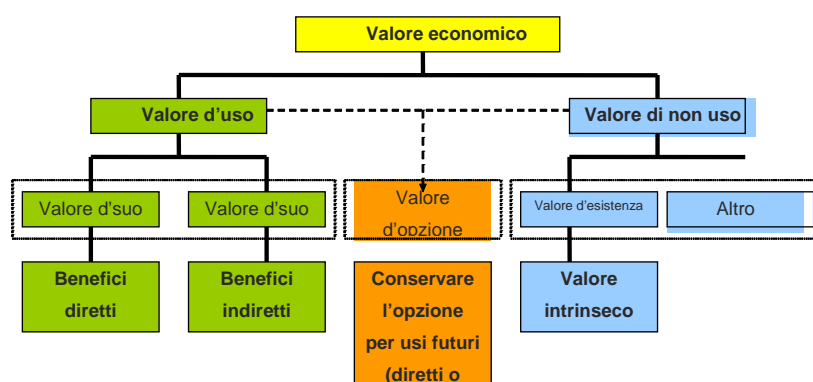 Valore economico
Valore d'uso
Valore di non uso
Valore d'suo
Valore d'suo
Valore
d'opzione
Valore d'esistenza
Altro
Benefici
diretti
Benefici
indiretti
Conservare
l'opzione
per usi futuri
(diretti o
Valore
intrinseco